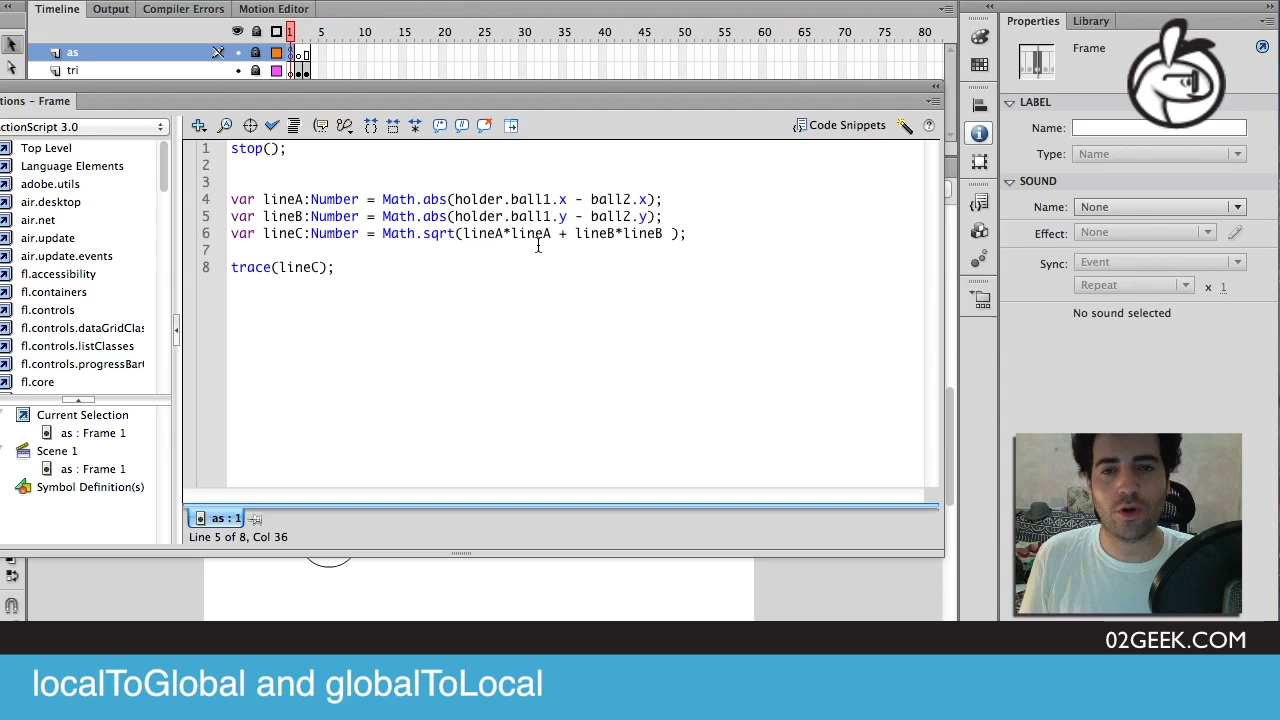 Timeline Output Compiler Errors Motion Editor
1 5 10 15 20 25 30 35 40 45 50 55 60 65 70 75 80
as
tri
ctions - Frame
ctionScript 3.0
Code Snippets
Top Level
Language Elements
adobe.utils
air.desktop
air.net
air.update
air.update.events
fl.accessibility
fl.containers
fl.controls
fl.controls.dataGridClas
fl.controls.listClasses
fl.controls.progressBar
fl.core
Current Selection
as : Frame 1
Scene 1
as : Frame 1
Symbol Definition(s)
1 stop();
2
3
4 var lineA:Number = Math.abs(holder.ball1.x - ball2.x);
5 var lineB:Number = Math.abs(holder.ball1.y - ball2.y);
6 var lineC:Number = Math.sqrt(lineA*lineA + lineB*lineB );
7
8 trace(lineC);
as : 1
Line 5 of 8, Col 36
Properties Library
Frame
LABEL
Name:
Type: Name
SOUND
Name: None
Effect: None
Sync: Event
Repeat x 1
No sound selected
02GEEK.COM
localToGlobal and globalToLocal